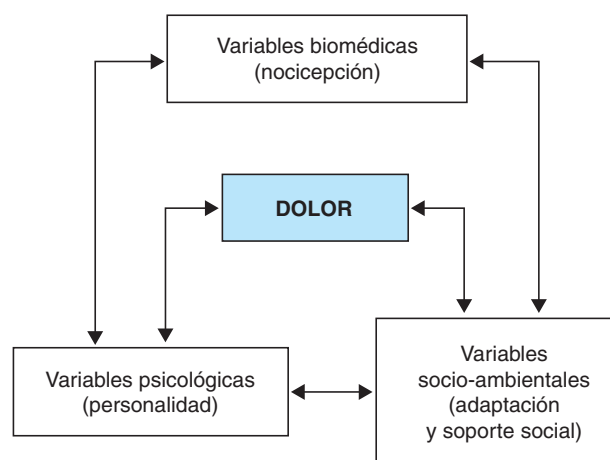 Variables biomédicas
(nocicepción)
DOLOR
Variables psicológicas
(personalidad)
Variables
socio-ambientales
(adaptación
y soporte social)